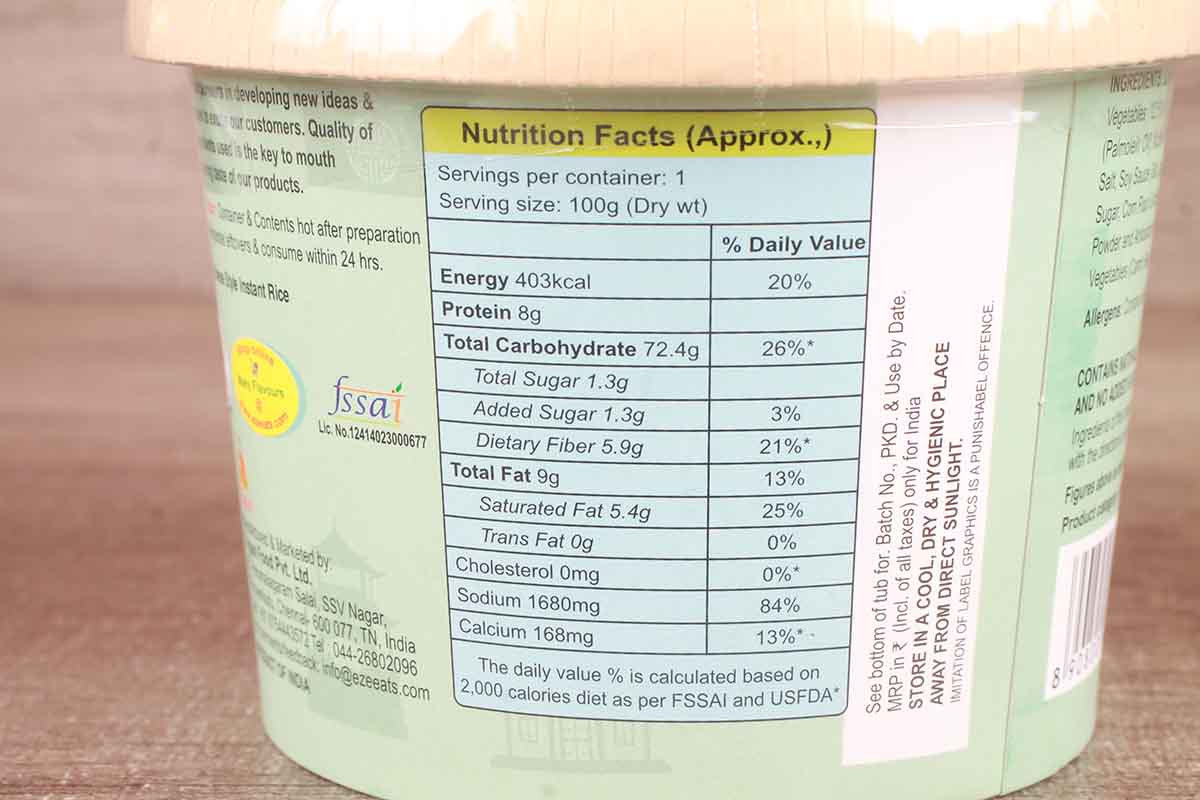 in developing new ideas &
our customers. Quality of
used is the key to mouth
taste of our products.
Container & Contents hot after preparation
leftovers & consume within 24 hrs.
Style Instant Rice
fssai
Lic. No.12414023000677
& Marketed by:
Food Pvt. Ltd.
Salai, SSV Nagar,
Chennai- 600 077, TN, India
Tel : 044-26802096
info@ezeeats.com
OF INDIA
Nutrition Facts (Approx.,)
Servings per container: 1
Serving size: 100g (Dry wt)
% Daily Value
Energy 403kcal 20%
Protein 8g
Total Carbohydrate 72.4g 26%*
Total Sugar 1.3g
Added Sugar 1.3g 3%
Dietary Fiber 5.9g 21%*
Total Fat 9g 13%
Saturated Fat 5.4g 25%
Trans Fat 0g 0%
Cholesterol 0mg 0%*
Sodium 1680mg 84%
Calcium 168mg 13%*
The daily value % is calculated based on
2,000 calories diet as per FSSAI and USFDA*
See bottom of tub for. Batch No., PKD. & Use by Date.
MRP in ₹ (Incl. of all taxes) only for India
STORE IN A COOL, DRY & HYGIENIC PLACE
AWAY FROM DIRECT SUNLIGHT.
IMITATION OF LABEL GRAPHICS IS A PUNISHABEL OFFENCE.
INGREDIENTS
Vegetables
(Palmolein
Salt, Soy Sauce
Sugar, Corn
Powder and
Vegetables
Allergens:
CONTAINS
AND NO
Ingredients
with the
Figures
Product